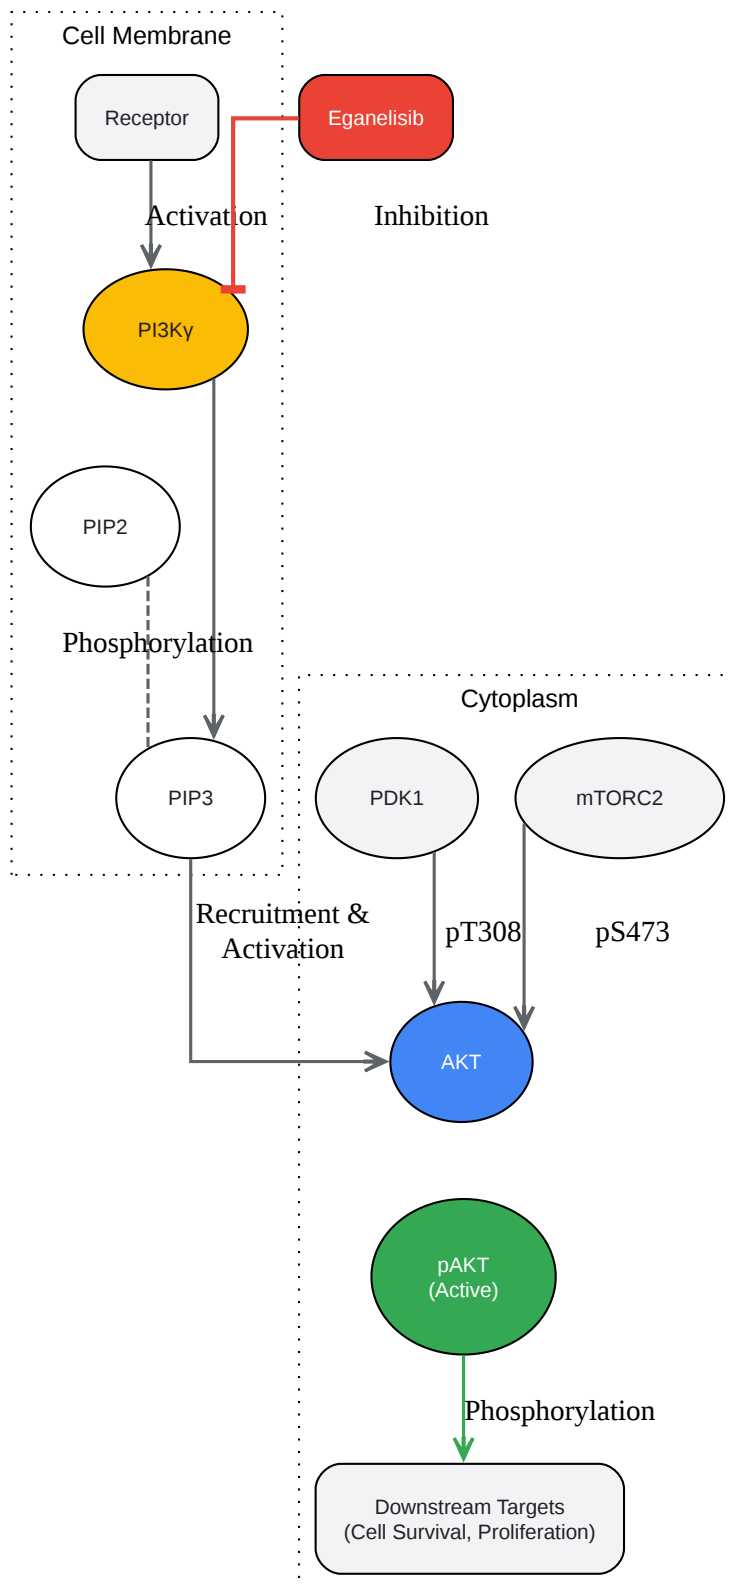 Cell Membrane
Receptor
Eganelisib
Activation
Inhibition
PI3Kγ
PIP2
Phosphorylation
Cytoplasm
PIP3
PDK1
mTORC2
Recruitment &
Activation
pT308
pS473
AKT
pAKT
(Active)
Phosphorylation
Downstream Targets
(Cell Survival, Proliferation)